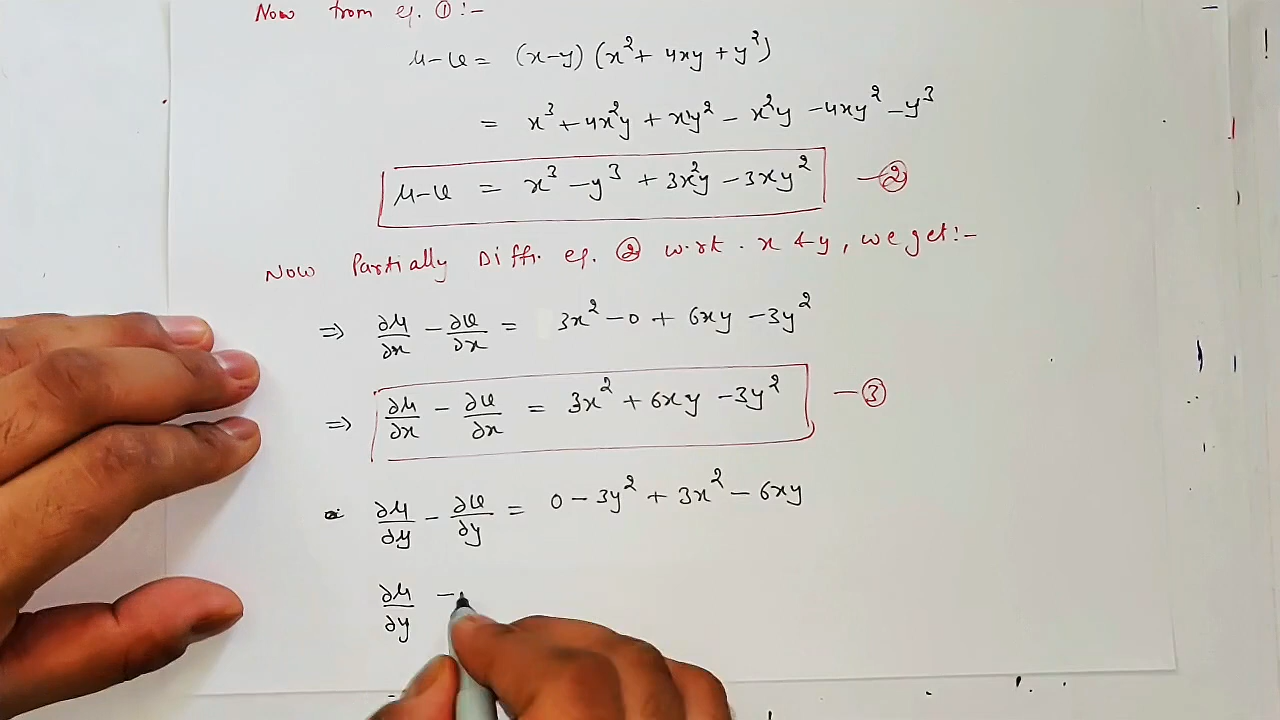 Now from eq. ①:-
u-v = (x-y) (x²+ 4xy + y²)
= x³ + 4x²y + xy² - x²y - 4xy² - y³
u-v = x³ - y³ + 3x²y - 3xy² -②
Now Partially Diff. eq. ② w.r.t. x & y, we get:-
⇒ ∂u/∂x - ∂v/∂x = 3x² - 0 + 6xy - 3y²
⇒ ∂u/∂x - ∂v/∂x = 3x² + 6xy - 3y² -③
∂u/∂y - ∂v/∂y = 0 - 3y² + 3x² - 6xy
∂u/∂y -